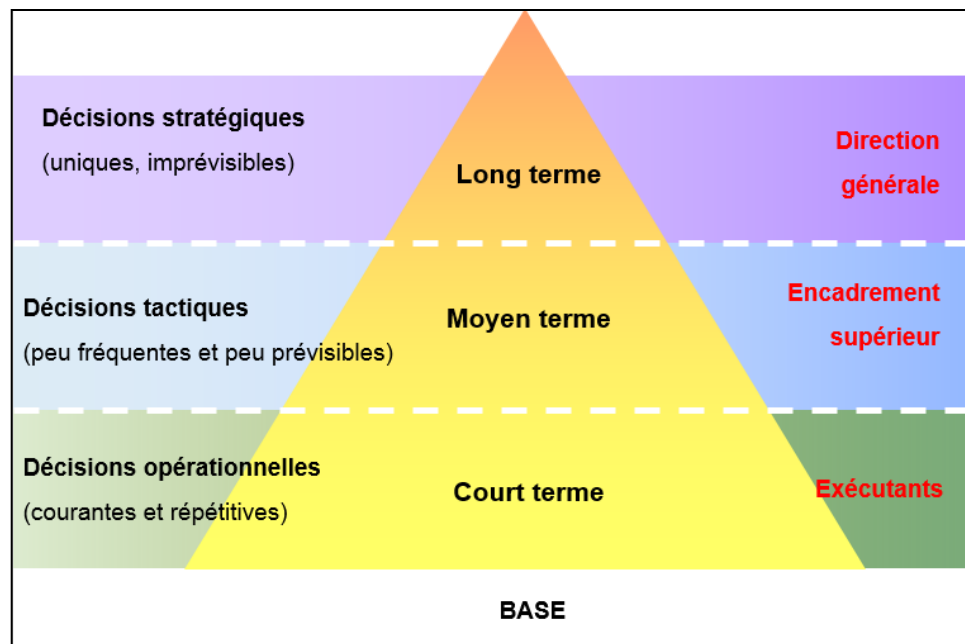 Décisions stratégiques
(uniques, imprévisibles)
Long terme
Direction
générale
Décisions tactiques
(peu fréquentes et peu prévisibles)
Moyen terme
Encadrement
supérieur
Décisions opérationnelles
(courantes et répétitives)
Court terme
Exécutants
BASE